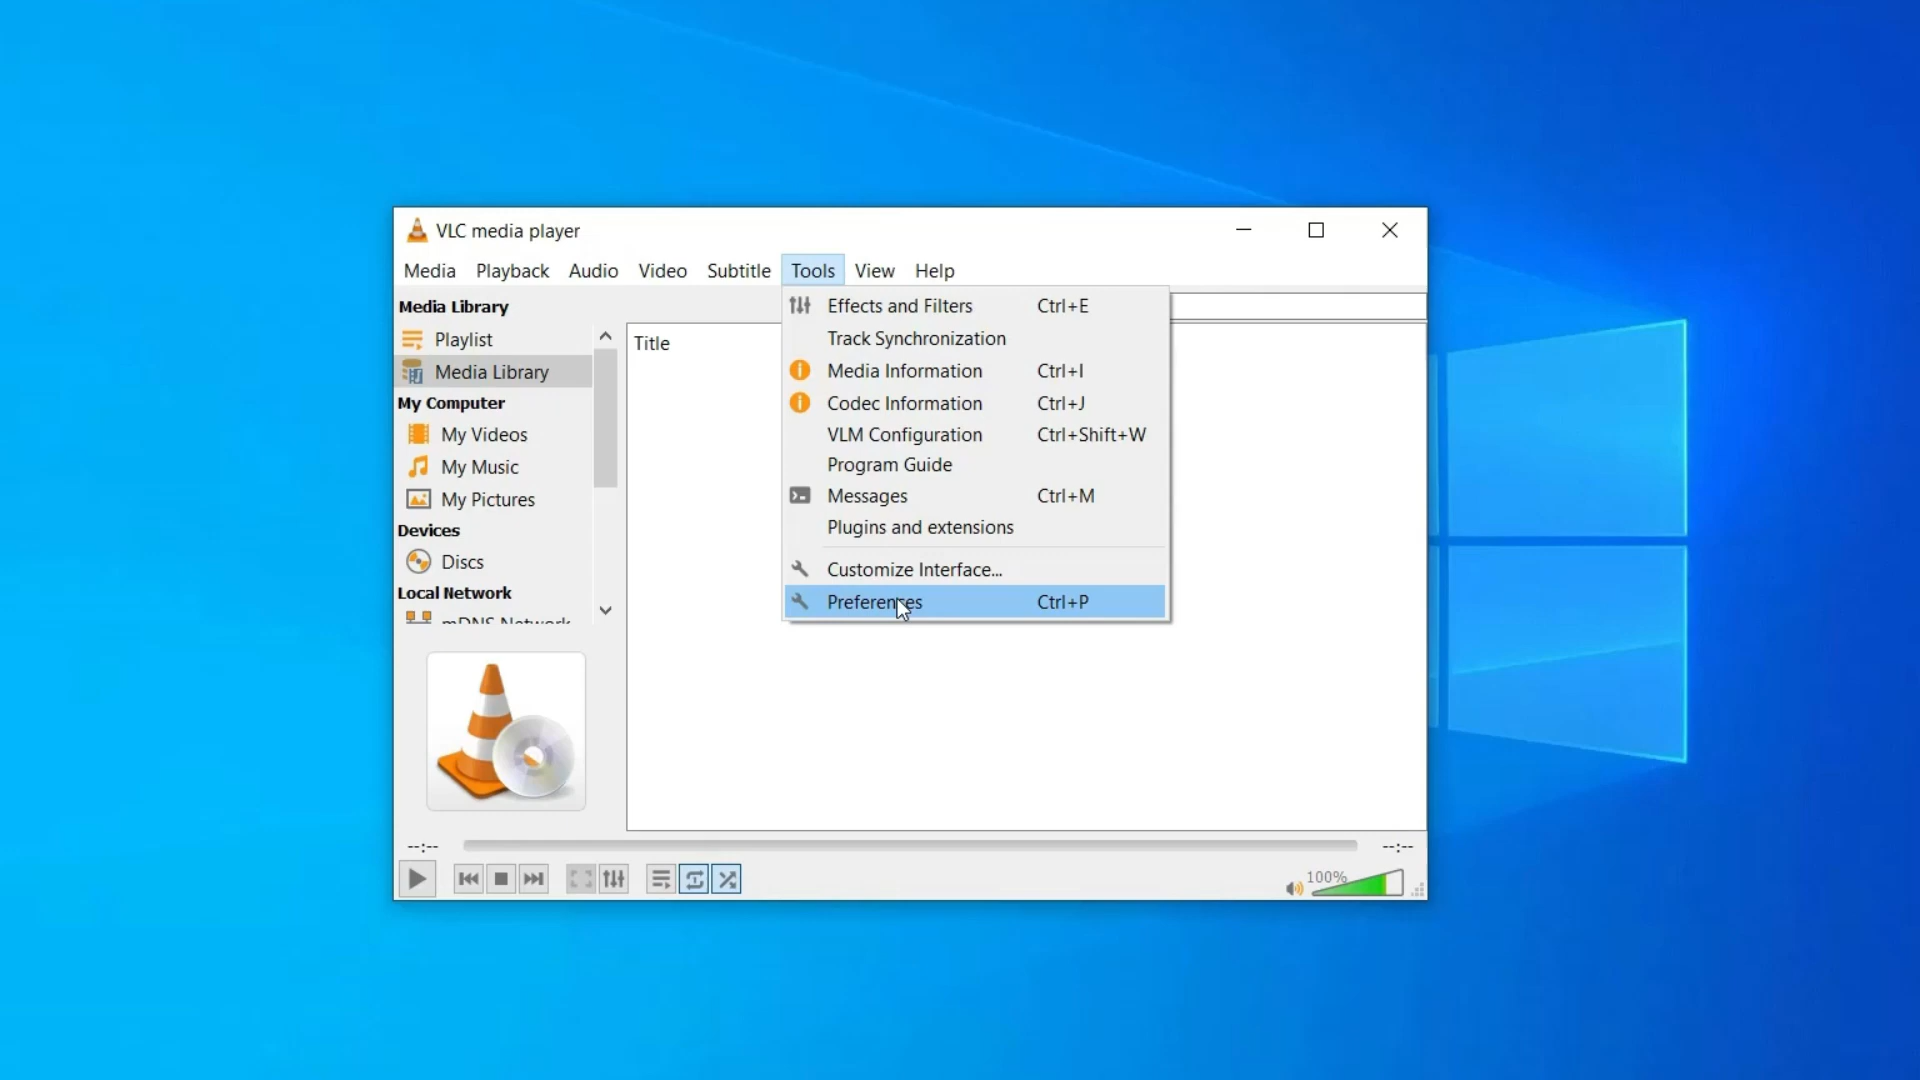 VLC media player
Media Playback Audio Video Subtitle Tools View Help
Media Library
Playlist
Media Library
My Computer
My Videos
My Music
My Pictures
Devices
Discs
Local Network
mDNS Network
Title
Effects and Filters Ctrl+E
Track Synchronization
Media Information Ctrl+I
Codec Information Ctrl+J
VLM Configuration Ctrl+Shift+W
Program Guide
Messages Ctrl+M
Plugins and extensions
Customize Interface...
Preferences Ctrl+P
--:-- --:--
100%